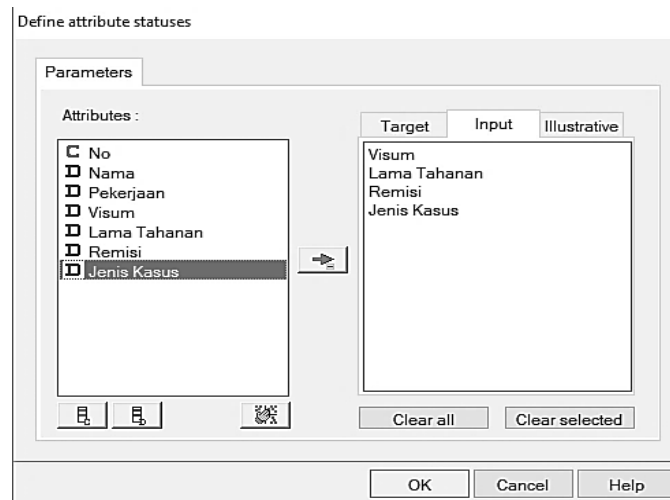 Define attribute statuses
Parameters
Attributes :
C No
D Nama
D Pekerjaan
D Visum
D Lama Tahanan
D Remisi
D Jenis Kasus
Target Input Illustrative
Visum
Lama Tahanan
Remisi
Jenis Kasus
Clear all Clear selected
OK Cancel Help